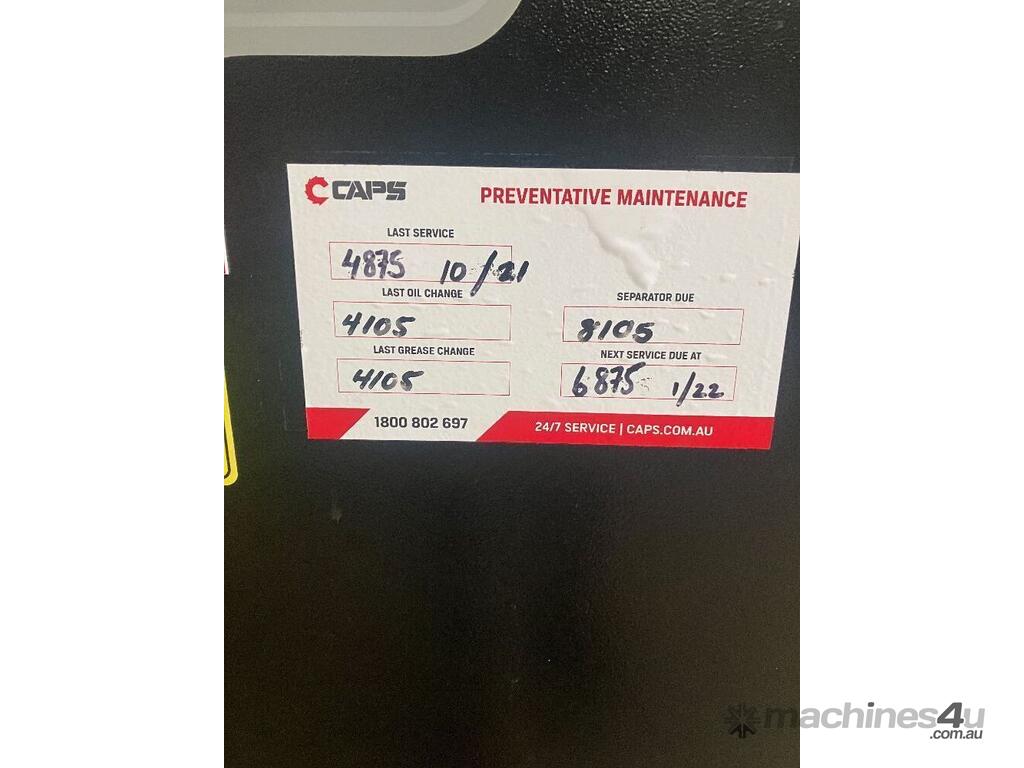 CAPS
PREVENTATIVE MAINTENANCE
LAST SERVICE
4875 10/21
LAST OIL CHANGE
4105
SEPARATOR DUE
8105
LAST GREASE CHANGE
4105
NEXT SERVICE DUE AT
6875 1/22
1800 802 697
24/7 SERVICE | CAPS.COM.AU
machines4u
.com.au